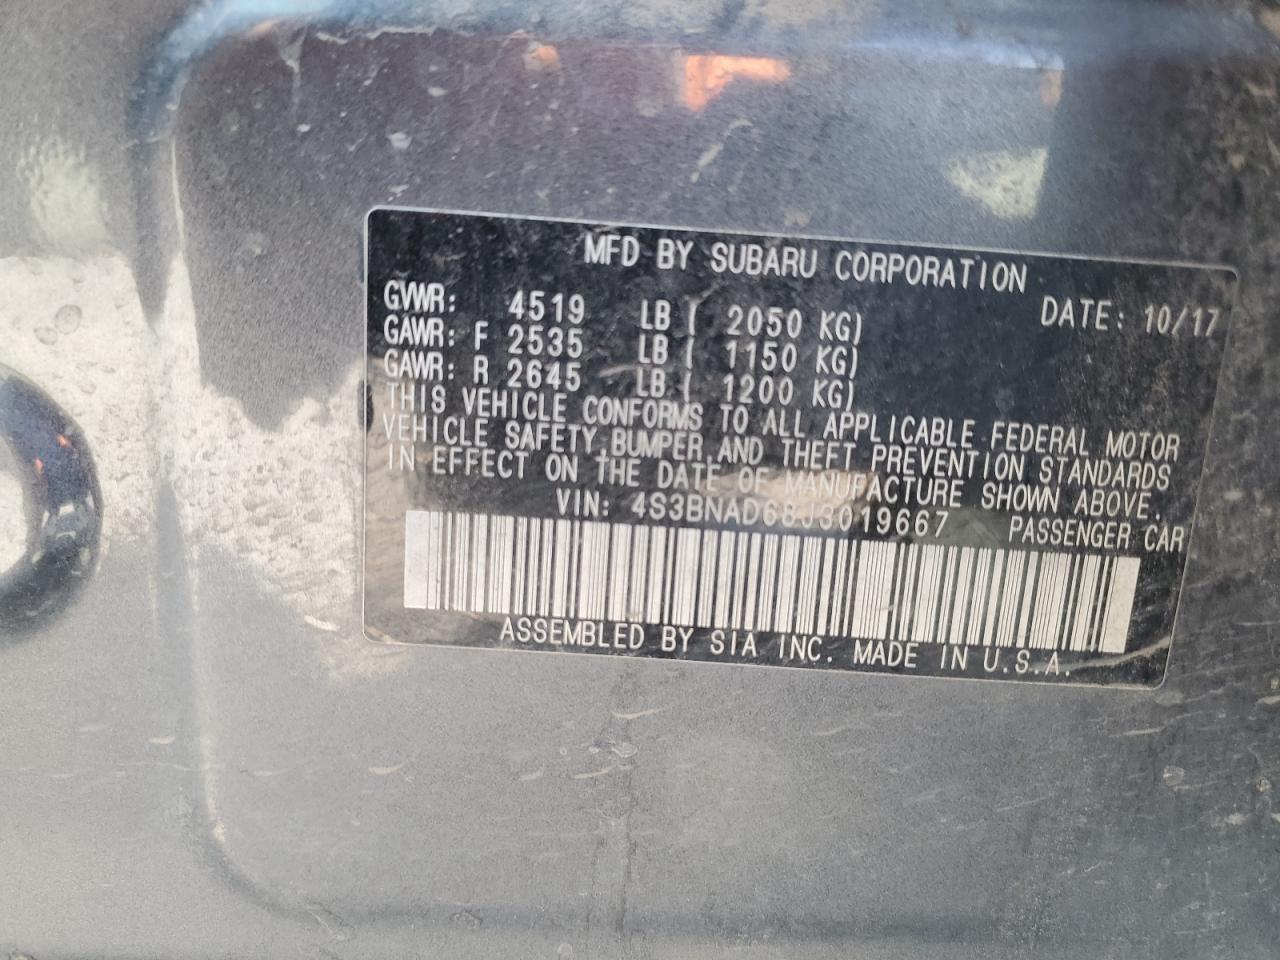 MFD BY SUBARU CORPORATION
DATE: 10/17
GVWR: 4519 LB ( 2050 KG)
GAWR: F 2535 LB ( 1150 KG)
GAWR: R 2645 LB ( 1200 KG)
THIS VEHICLE CONFORMS TO ALL APPLICABLE FEDERAL MOTOR
VEHICLE SAFETY,BUMPER,AND THEFT PREVENTION STANDARDS
IN EFFECT ON THE DATE OF MANUFACTURE SHOWN ABOVE.
VIN: 4S3BNAD68J3019667 PASSENGER CAR
ASSEMBLED BY SIA INC. MADE IN U.S.A.